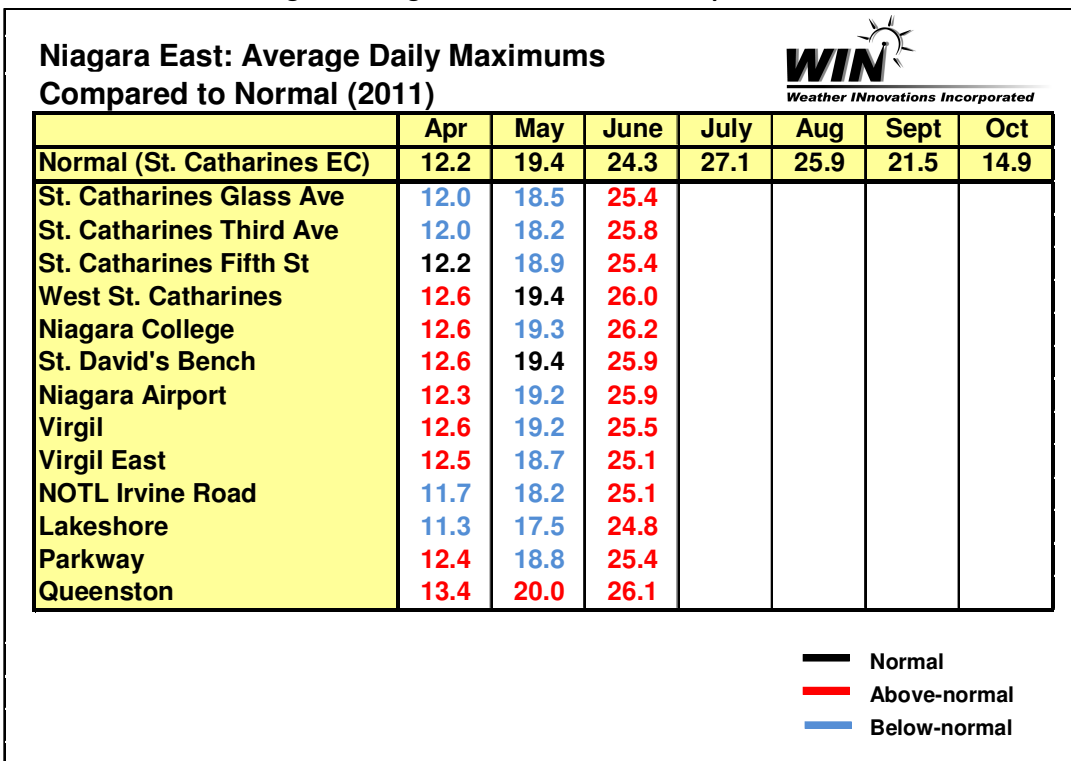 Niagara East: Average Daily Maximums
Compared to Normal (2011)
WIN
Weather INnovations Incorporated
Apr May June July Aug Sept Oct
Normal (St. Catharines EC) 12.2 19.4 24.3 27.1 25.9 21.5 14.9
St. Catharines Glass Ave 12.0 18.5 25.4
St. Catharines Third Ave 12.0 18.2 25.8
St. Catharines Fifth St 12.2 18.9 25.4
West St. Catharines 12.6 19.4 26.0
Niagara College 12.6 19.3 26.2
St. David's Bench 12.6 19.4 25.9
Niagara Airport 12.3 19.2 25.9
Virgil 12.6 19.2 25.5
Virgil East 12.5 18.7 25.1
NOTL Irvine Road 11.7 18.2 25.1
Lakeshore 11.3 17.5 24.8
Parkway 12.4 18.8 25.4
Queenston 13.4 20.0 26.1
Normal
Above-normal
Below-normal